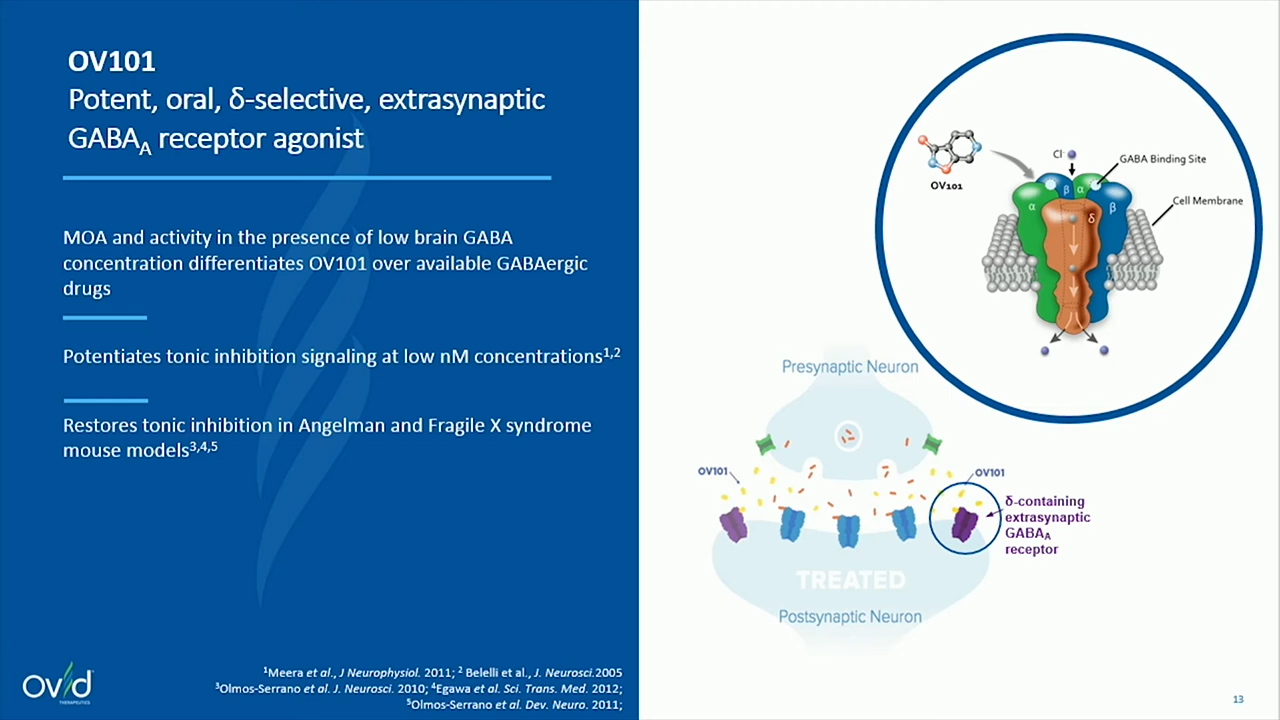 OV101
Potent, oral, δ-selective, extrasynaptic
GABAA receptor agonist
MOA and activity in the presence of low brain GABA
concentration differentiates OV101 over available GABAergic
drugs
Potentiates tonic inhibition signaling at low nM concentrations1,2
Restores tonic inhibition in Angelman and Fragile X syndrome
mouse models3,4,5
1Meera et al., J Neurophysiol. 2011; 2 Belelli et al., J. Neurosci.2005
3Olmos-Serrano et al. J. Neurosci. 2010; 4Egawa et al. Sci. Trans. Med. 2012;
5Olmos-Serrano et al. Dev. Neuro. 2011;
ovid
THERAPEUTICS
OV101
Cl-
GABA Binding Site
Cell Membrane
α
β
α
β
δ
Presynaptic Neuron
OV101
OV101
δ-containing
extrasynaptic
GABAA
receptor
TREATED
Postsynaptic Neuron
13